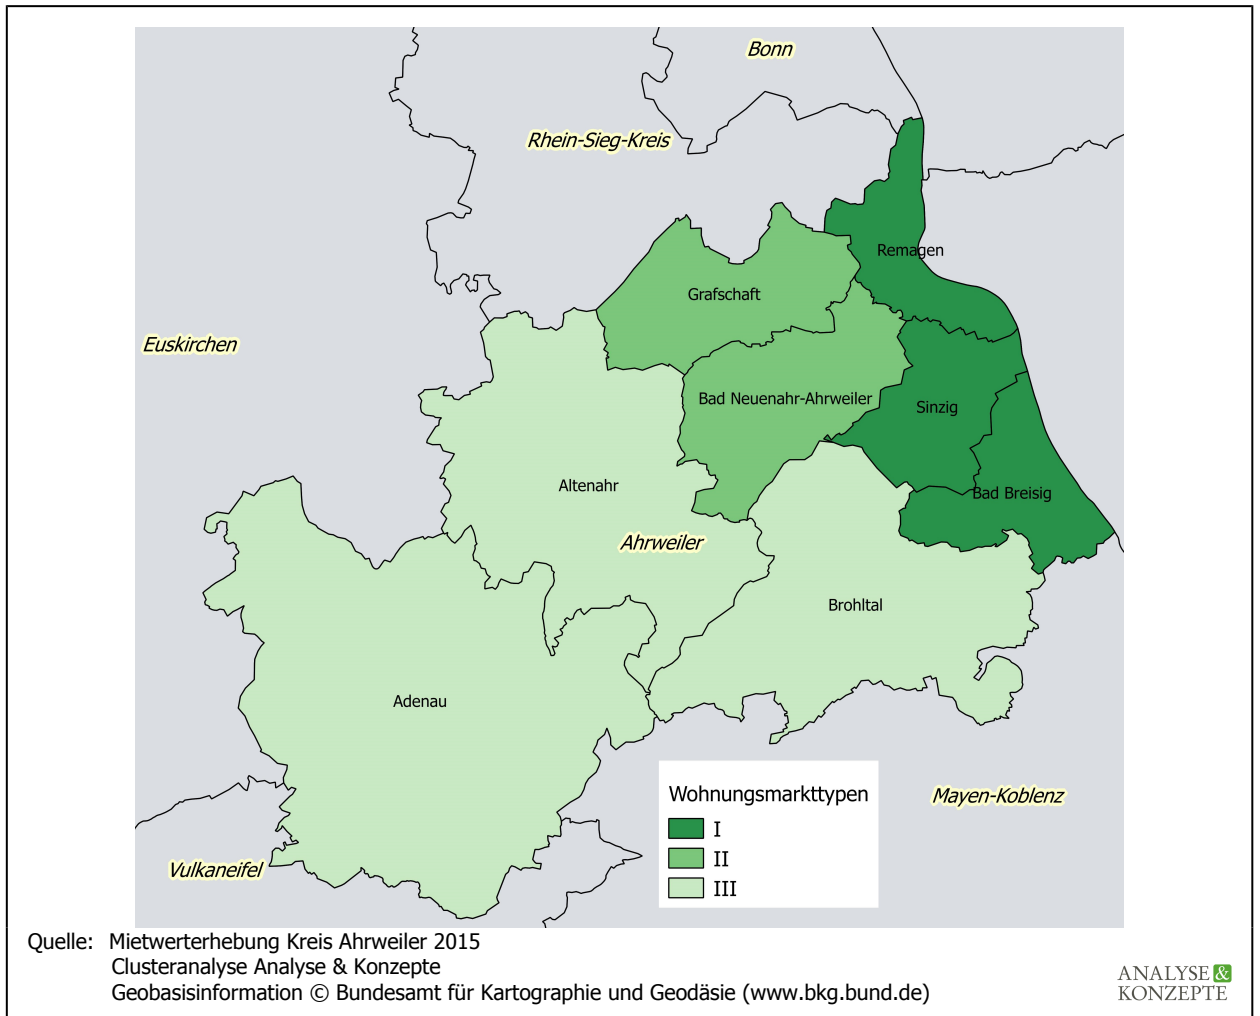 Bonn
Rhein-Sieg-Kreis
Remagen
Grafschaft
Euskirchen
Bad Neuenahr-Ahrweiler
Sinzig
Altenahr
Bad Breisig
Ahrweiler
Brohltal
Adenau
Wohnungsmarkttypen
I
II
III
Mayen-Koblenz
Vulkaneifel
Quelle: Mietwerterhebung Kreis Ahrweiler 2015
Clusteranalyse Analyse & Konzepte
Geobasisinformation © Bundesamt für Kartographie und Geodäsie (www.bkg.bund.de)
ANALYSE &
KONZEPTE